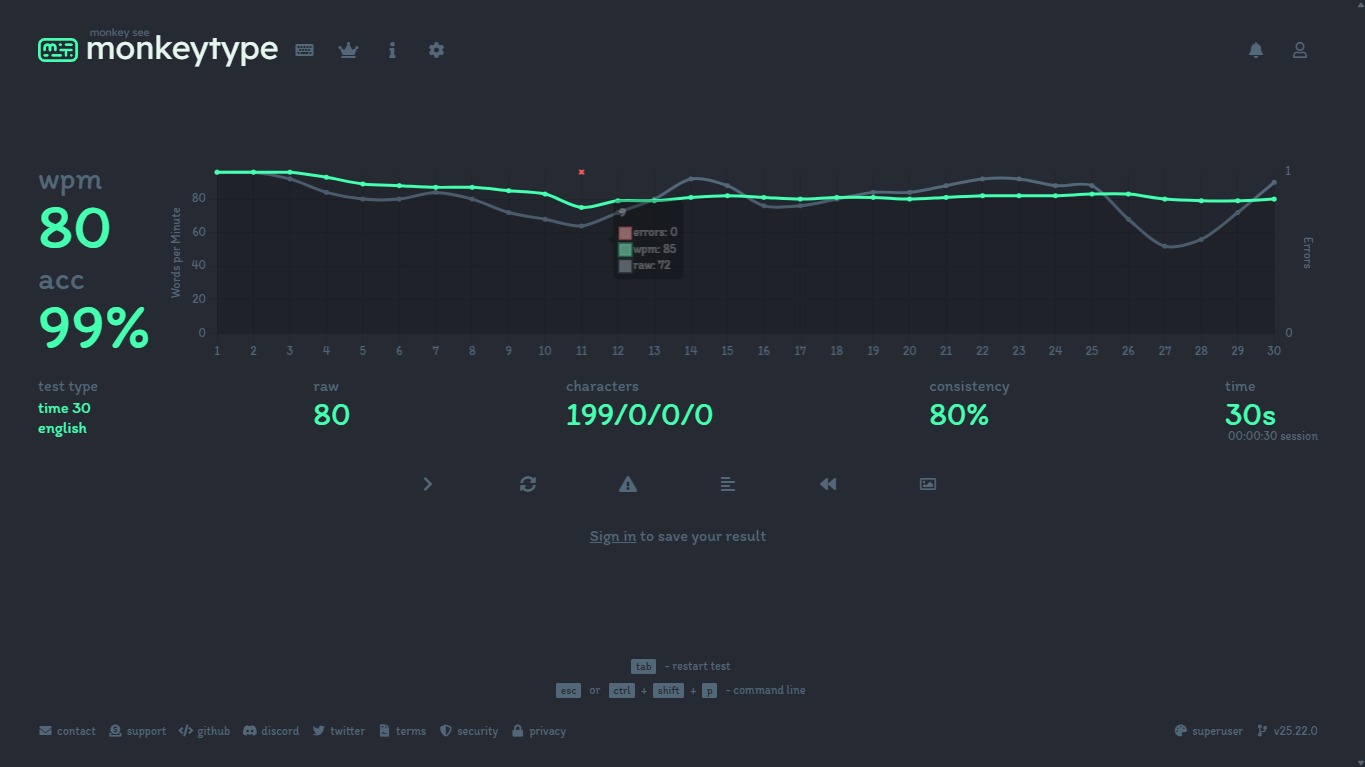 monkey see
monkeytype
wpm
80
acc
99%
Words per Minute
80
60
40
20
0
1
0
Errors
9
errors: 0
wpm: 85
raw: 72
1 2 3 4 5 6 7 8 9 10 11 12 13 14 15 16 17 18 19 20 21 22 23 24 25 26 27 28 29 30
test type
time 30
english
raw
80
characters
199/0/0/0
consistency
80%
time
30s
00:00:30 session
Sign in to save your result
tab - restart test
esc or ctrl + shift + p - command line
contact support github discord twitter terms security privacy superuser v25.22.0